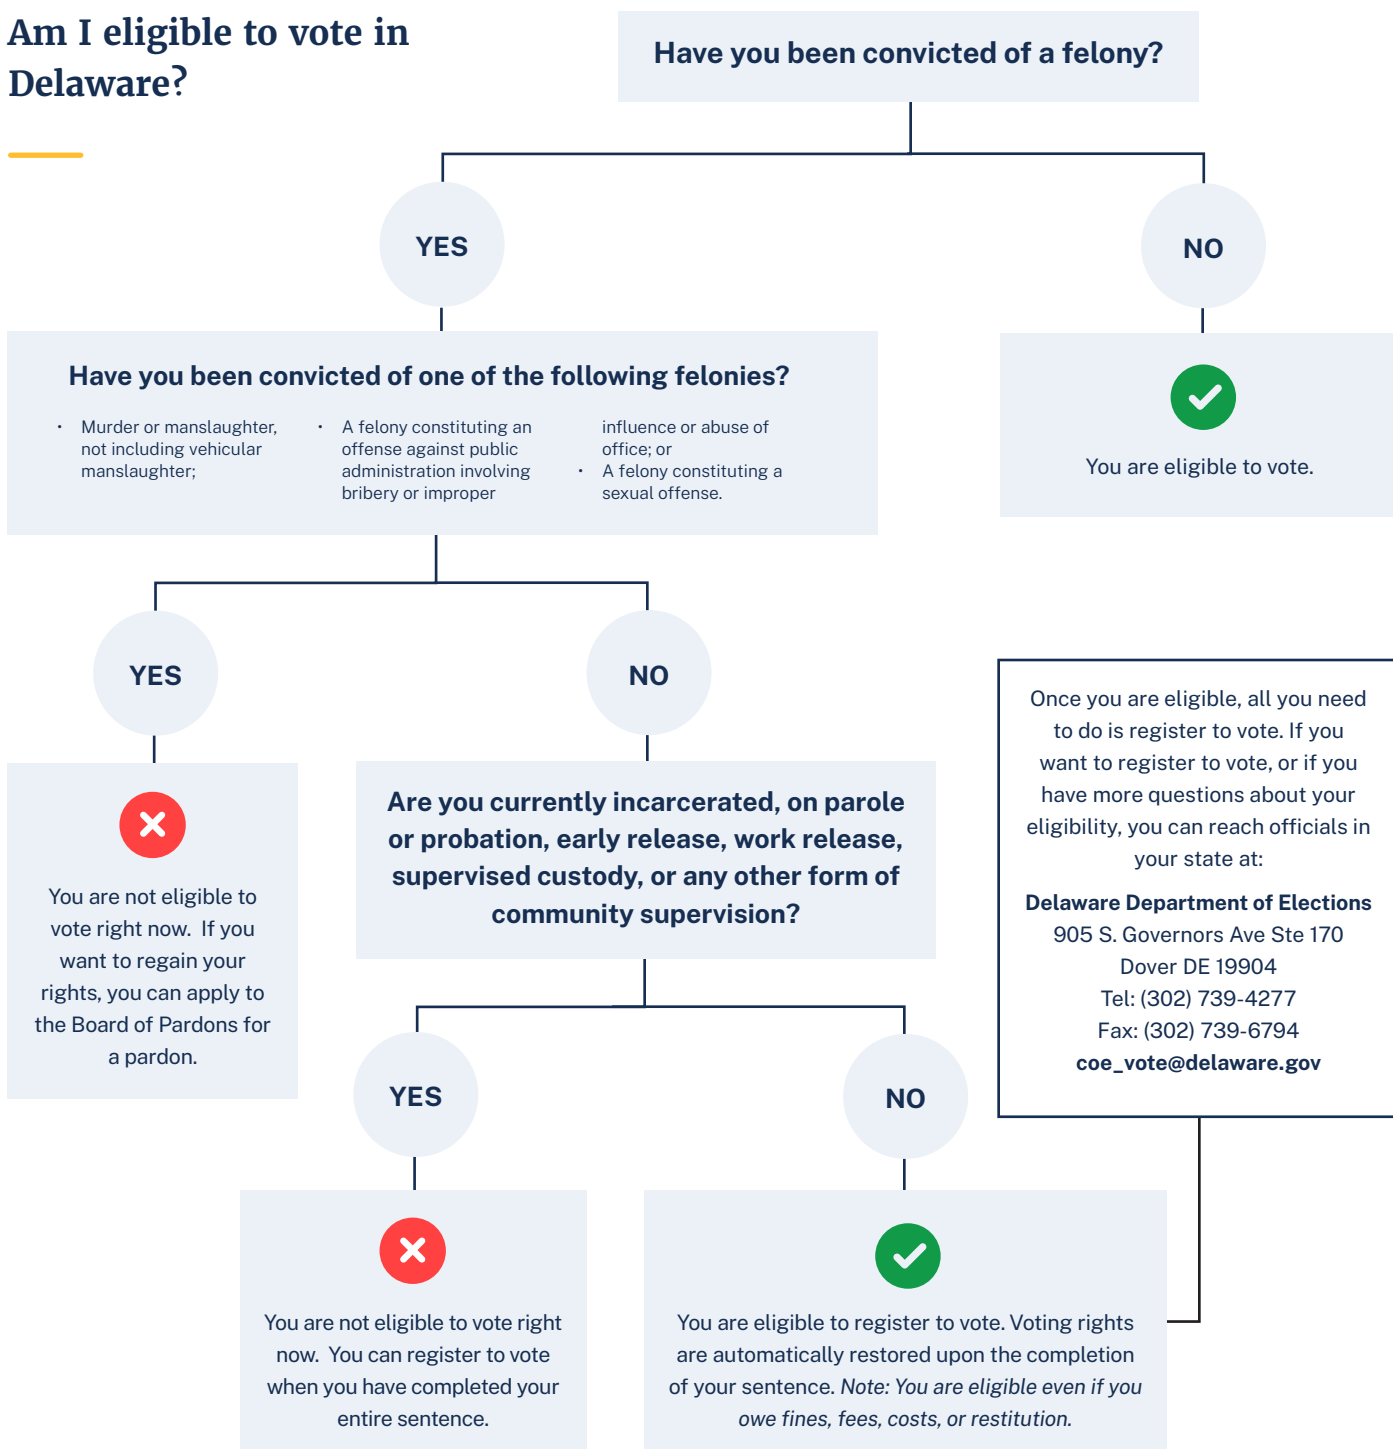 Am I eligible to vote in
Delaware?
Have you been convicted of a felony?
YES
NO
Have you been convicted of one of the following felonies?
• Murder or manslaughter,
not including vehicular
manslaughter;
• A felony constituting an
offense against public
administration involving
bribery or improper
influence or abuse of
office; or
• A felony constituting a
sexual offense.
You are eligible to vote.
YES
NO
You are not eligible to
vote right now. If you
want to regain your
rights, you can apply to
the Board of Pardons for
a pardon.
Are you currently incarcerated, on parole
or probation, early release, work release,
supervised custody, or any other form of
community supervision?
Once you are eligible, all you need
to do is register to vote. If you
want to register to vote, or if you
have more questions about your
eligibility, you can reach officials in
your state at:
Delaware Department of Elections
905 S. Governors Ave Ste 170
Dover DE 19904
Tel: (302) 739-4277
Fax: (302) 739-6794
coe_vote@delaware.gov
YES
NO
You are not eligible to vote right
now. You can register to vote
when you have completed your
entire sentence.
You are eligible to register to vote. Voting rights
are automatically restored upon the completion
of your sentence. Note: You are eligible even if you
owe fines, fees, costs, or restitution.